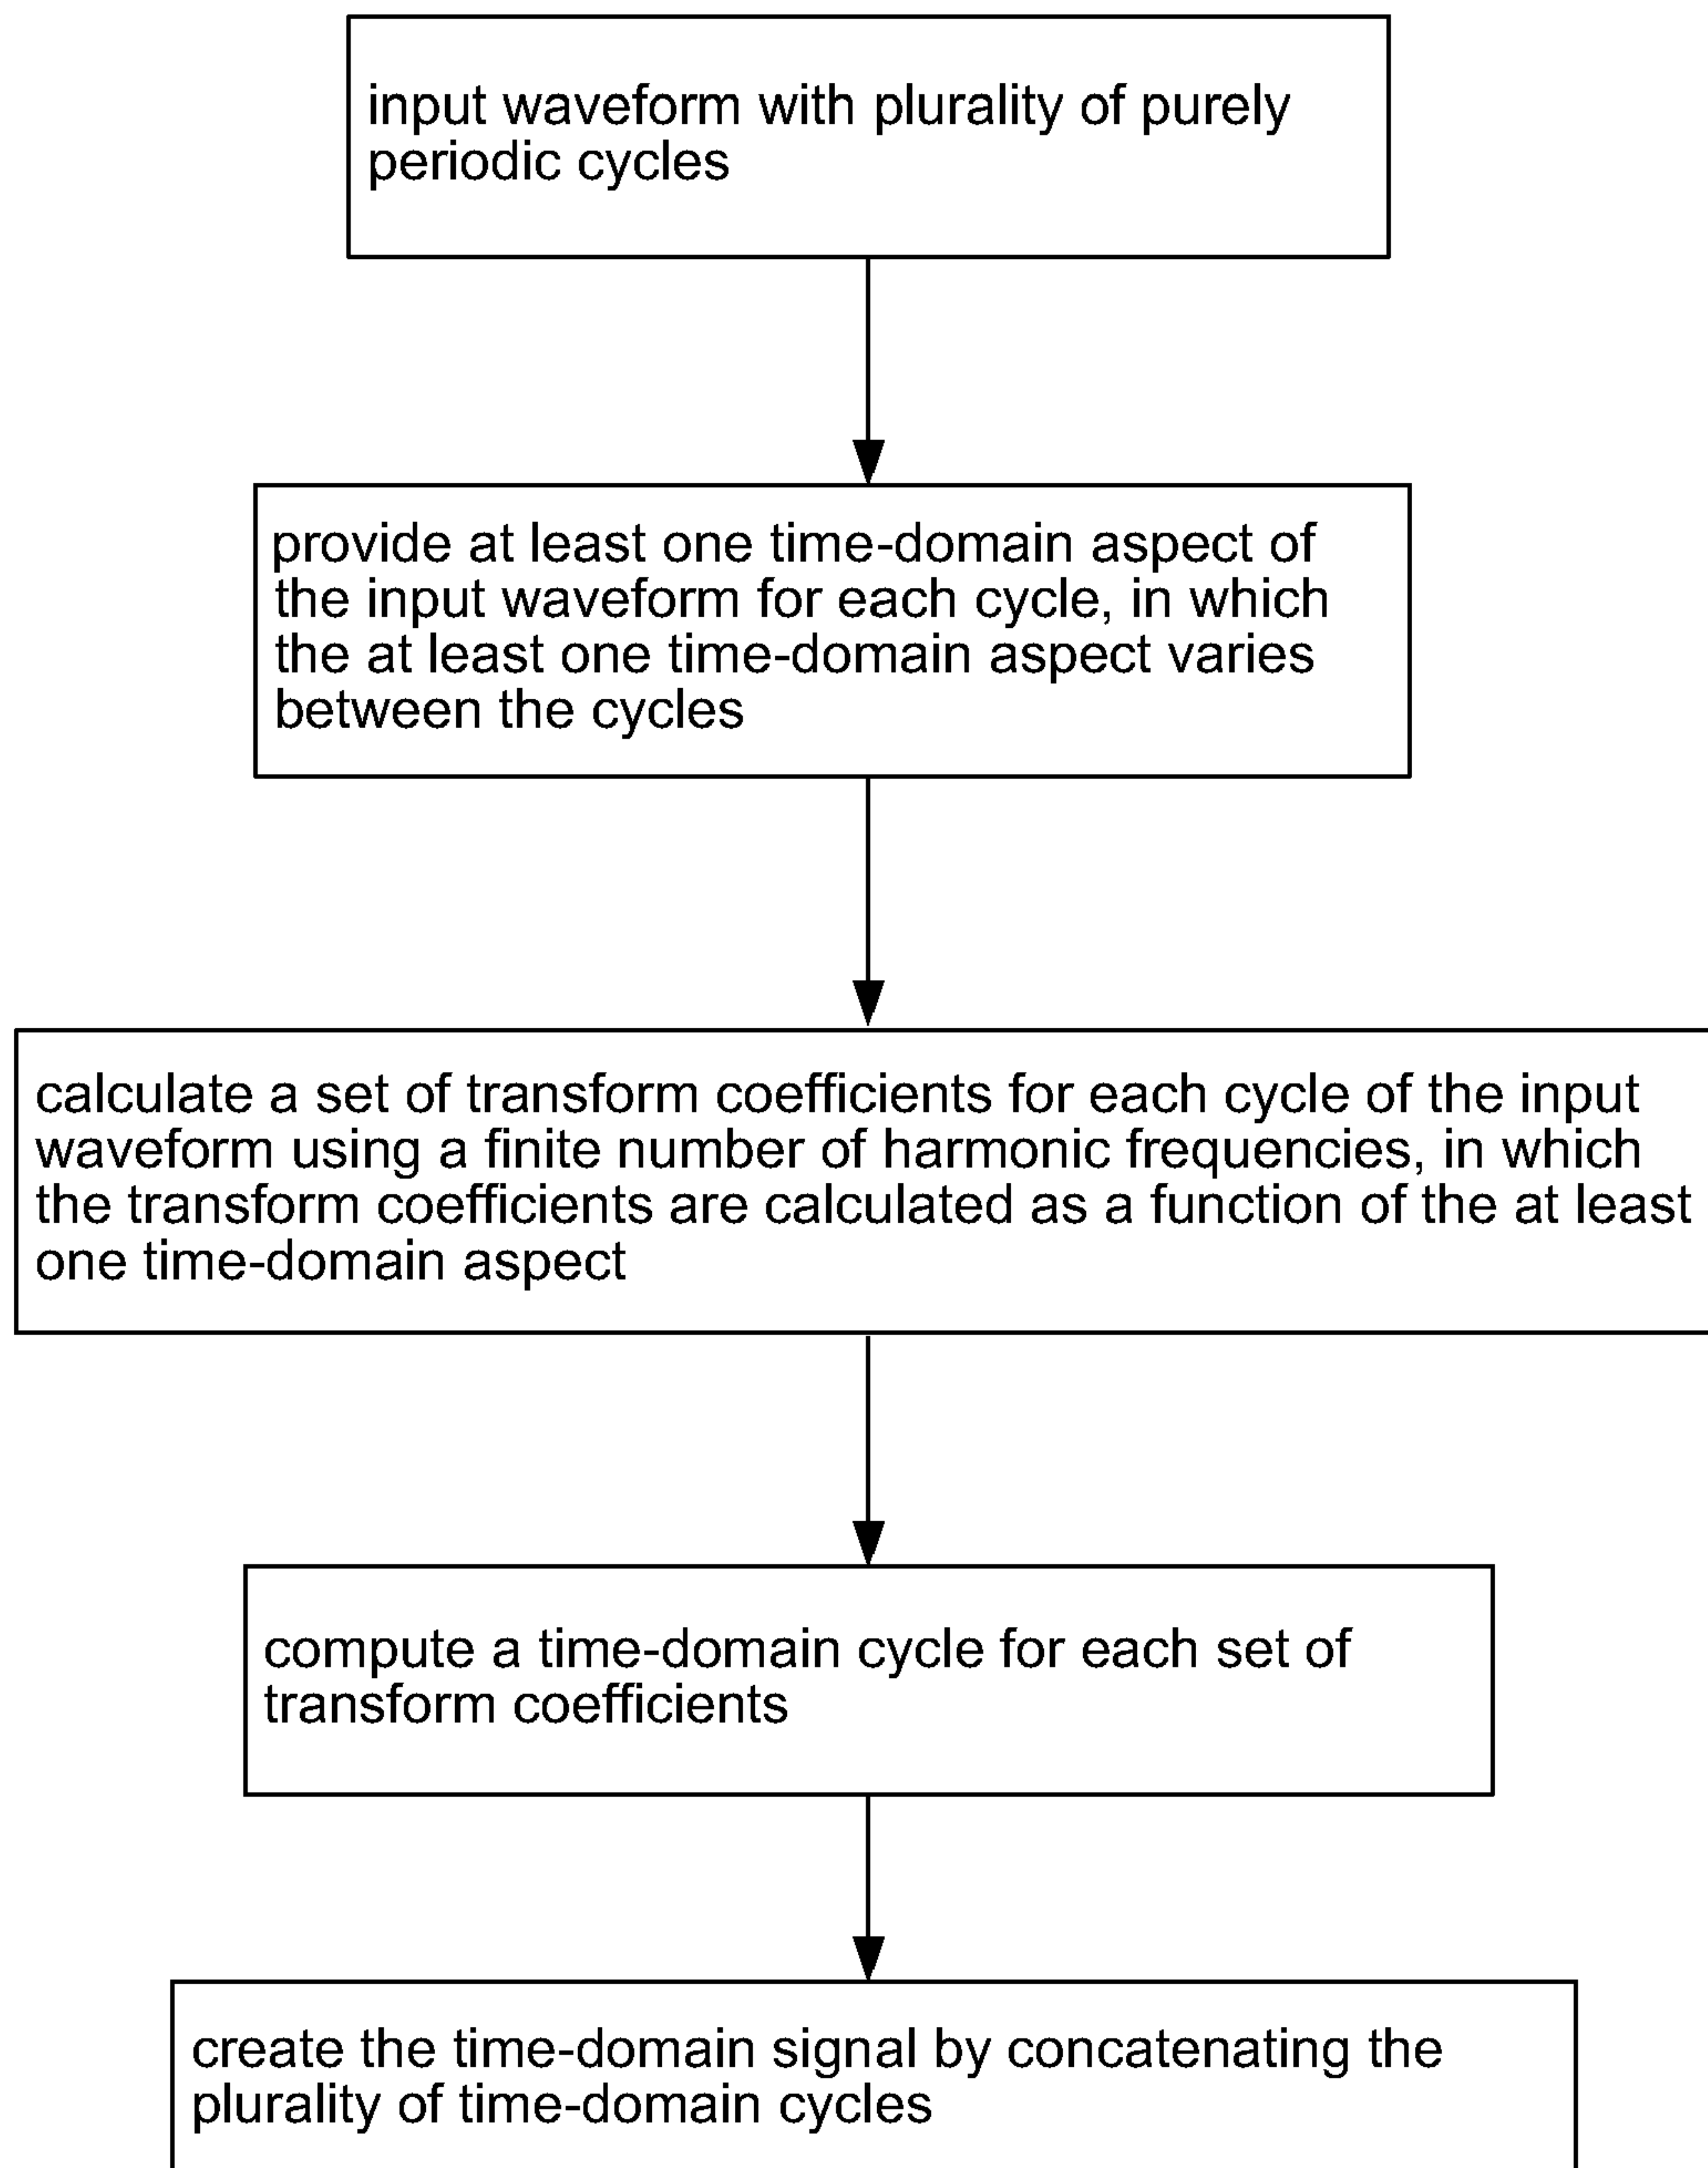 input waveform with plurality of purely
periodic cycles
provide at least one time-domain aspect of
the input waveform for each cycle, in which
the at least one time-domain aspect varies
between the cycles
calculate a set of transform coefficients for each cycle of the input
waveform using a finite number of harmonic frequencies, in which
the transform coefficients are calculated as a function of the at least
one time-domain aspect
compute a time-domain cycle for each set of
transform coefficients
create the time-domain signal by concatenating the
plurality of time-domain cycles